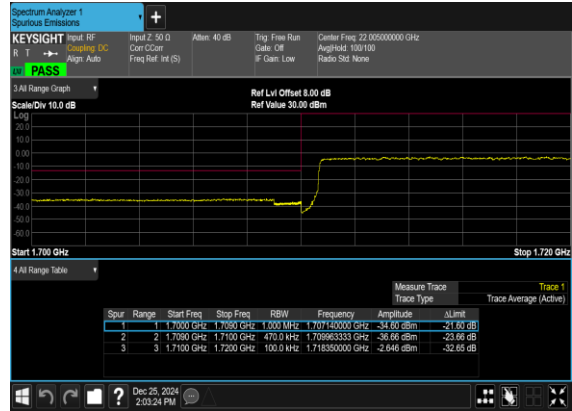 Spectrum Analyzer 1
Spurious Emissions
KEYSIGHT Input: RF Input Z: 50 Ω Atten: 40 dB Trig: Free Run Center Freq: 22.005000000 GHz
R T Coupling: DC Corr CCorr Gate: Off Avg|Hold: 100/100
Align: Auto Freq Ref: Int (S) IF Gain: Low Radio Std: None
LW PASS
3 All Range Graph
Ref Lvl Offset 8.00 dB
Scale/Div 10.0 dB Ref Value 30.00 dBm
Log
20.0
10.0
0.00
-10.0
-20.0
-30.0
-40.0
-50.0
-60.0
Start 1.700 GHz Stop 1.720 GHz
4 All Range Table
Measure Trace Trace 1
Trace Type Trace Average (Active)
Spur Range Start Freq Stop Freq RBW Frequency Amplitude ΔLimit
1 1 1.7000 GHz 1.7090 GHz 1.000 MHz 1.707140000 GHz -34.60 dBm -21.60 dB
2 2 1.7090 GHz 1.7100 GHz 470.0 kHz 1.709963333 GHz -36.66 dBm -23.66 dB
3 3 1.7100 GHz 1.7200 GHz 100.0 kHz 1.718350000 GHz -2.646 dBm -32.65 dB
Dec 25, 2024
2:03:24 PM